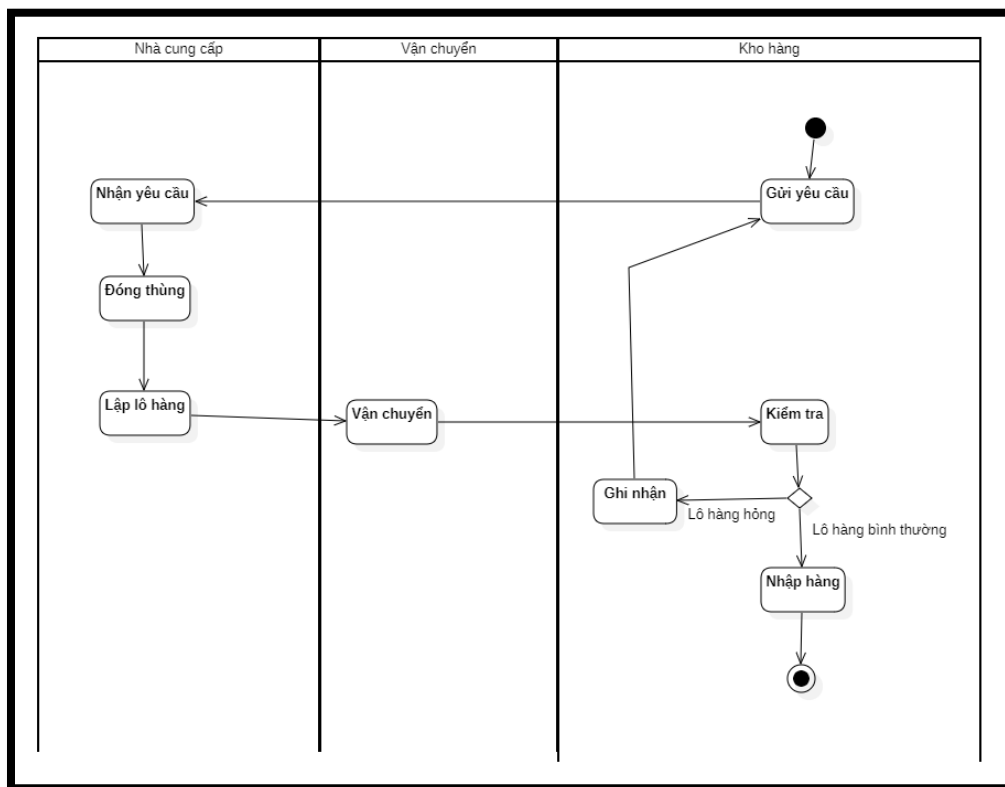 Nhà cung cấp
Vận chuyển
Kho hàng
Nhận yêu cầu
Gửi yêu cầu
Đóng thùng
Lập lô hàng
Vận chuyển
Kiểm tra
Ghi nhận
Lô hàng hỏng
Lô hàng bình thường
Nhập hàng